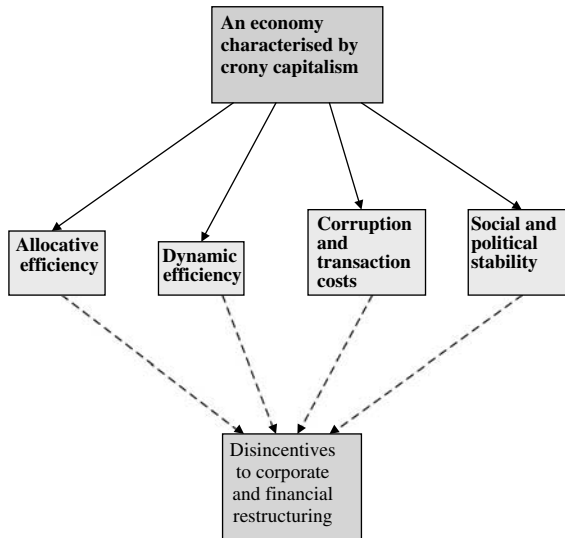 An economy
characterised by
crony capitalism
Allocative
efficiency
Dynamic
efficiency
Corruption
and
transaction
costs
Social and
political
stability
Disincentives
to corporate
and financial
restructuring